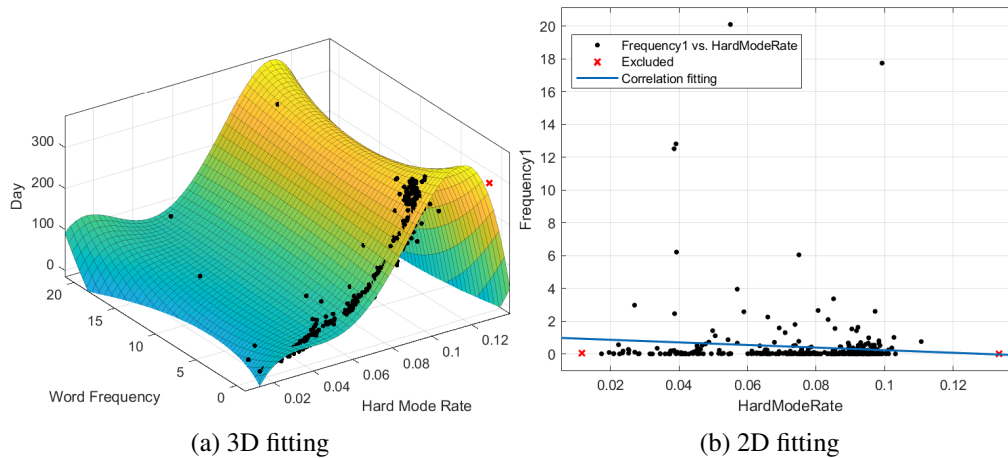 300
200
100
0
Day
20
15
10
5
0
Word Frequency
0.02
0.04
0.06
0.08
0.1
0.12
Hard Mode Rate
(a) 3D fitting
20
18
16
14
12
10
8
6
4
2
0
Frequency1
Frequency1 vs. HardModeRate
Excluded
Correlation fitting
0.02 0.04 0.06 0.08 0.1 0.12
HardModeRate
(b) 2D fitting